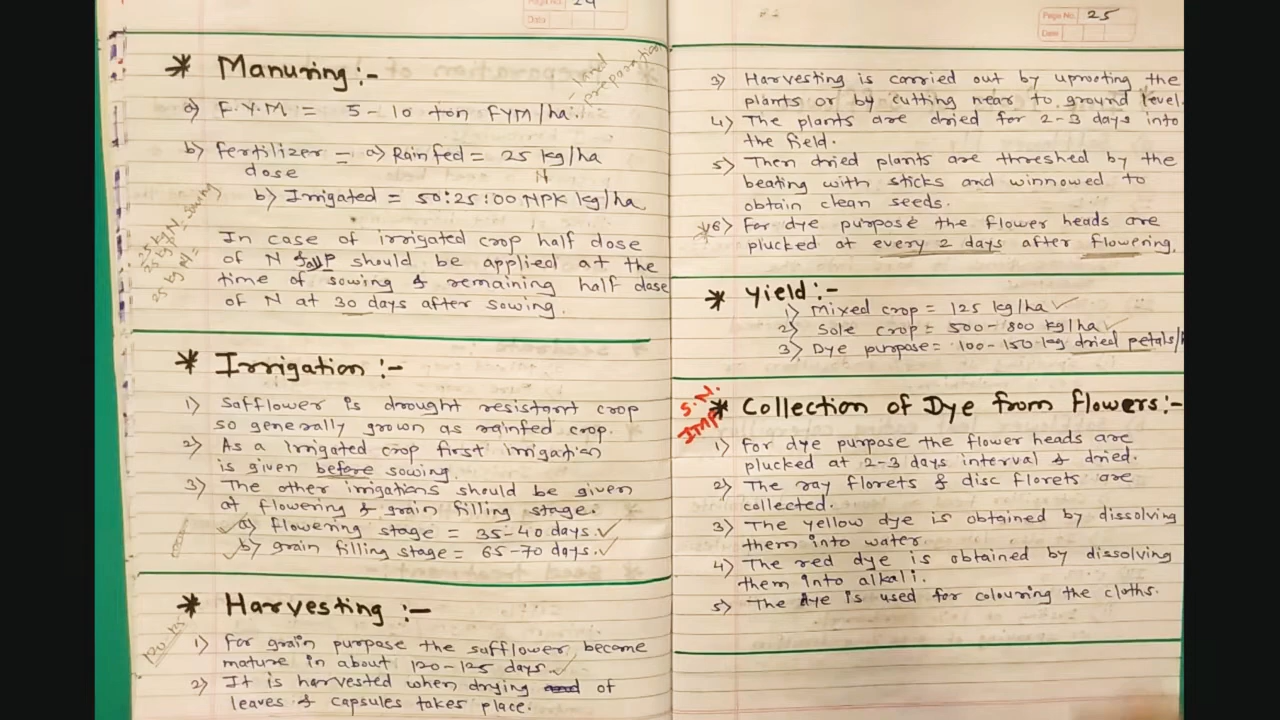 Page No. 24
Date
* Manuring :-
Land preparation
a) F.Y.M = 5-10 ton FYM/ha.
b) fertilizer = a) Rainfed = 25 kg/ha
dose N
b) Irrigated = 50:25:00 NPK kg/ha
25 kg N sowing
25 kg
25 kg N =
In case of irrigated crop half dose
of N & all P should be applied at the
time of sowing & remaining half dose
of N at 30 days after sowing.
* Irrigation :-
1) Safflower is drought resistant crop
so generally grown as rainfed crop.
2) As a Irrigated crop first irrigation
is given before sowing.
3) The other irrigations should be given
at flowering & grain filling stage.
a) flowering stage = 35-40 days.
b) grain filling stage = 65-70 days.
* Harvesting :-
1) For grain purpose the safflower become
mature in about 120-125 days.
2) It is harvested when drying of
leaves & capsules takes place.
Page No. 25
Date
3) Harvesting is carried out by uprooting the
plants or by cutting near to ground level.
4) The plants are dried for 2-3 days into
the field.
5) Then dried plants are threshed by the
beating with sticks and winnowed to
obtain clean seeds.
*6) For dye purpose the flower heads are
plucked at every 2 days after flowering.
* Yield :-
1) Mixed crop = 125 kg/ha
2) Sole crop = 500-800 kg/ha
3) Dye purpose = 100-150 kg dried petals/h
S.N. IMP
* Collection of Dye from flowers:-
1) For dye purpose the flower heads are
plucked at 2-3 days interval & dried.
2) The ray florets & disc florets are
collected.
3) The yellow dye is obtained by dissolving
them into water
4) The red dye is obtained by dissolving
them into alkali.
5) The dye is used for colouring the cloths.